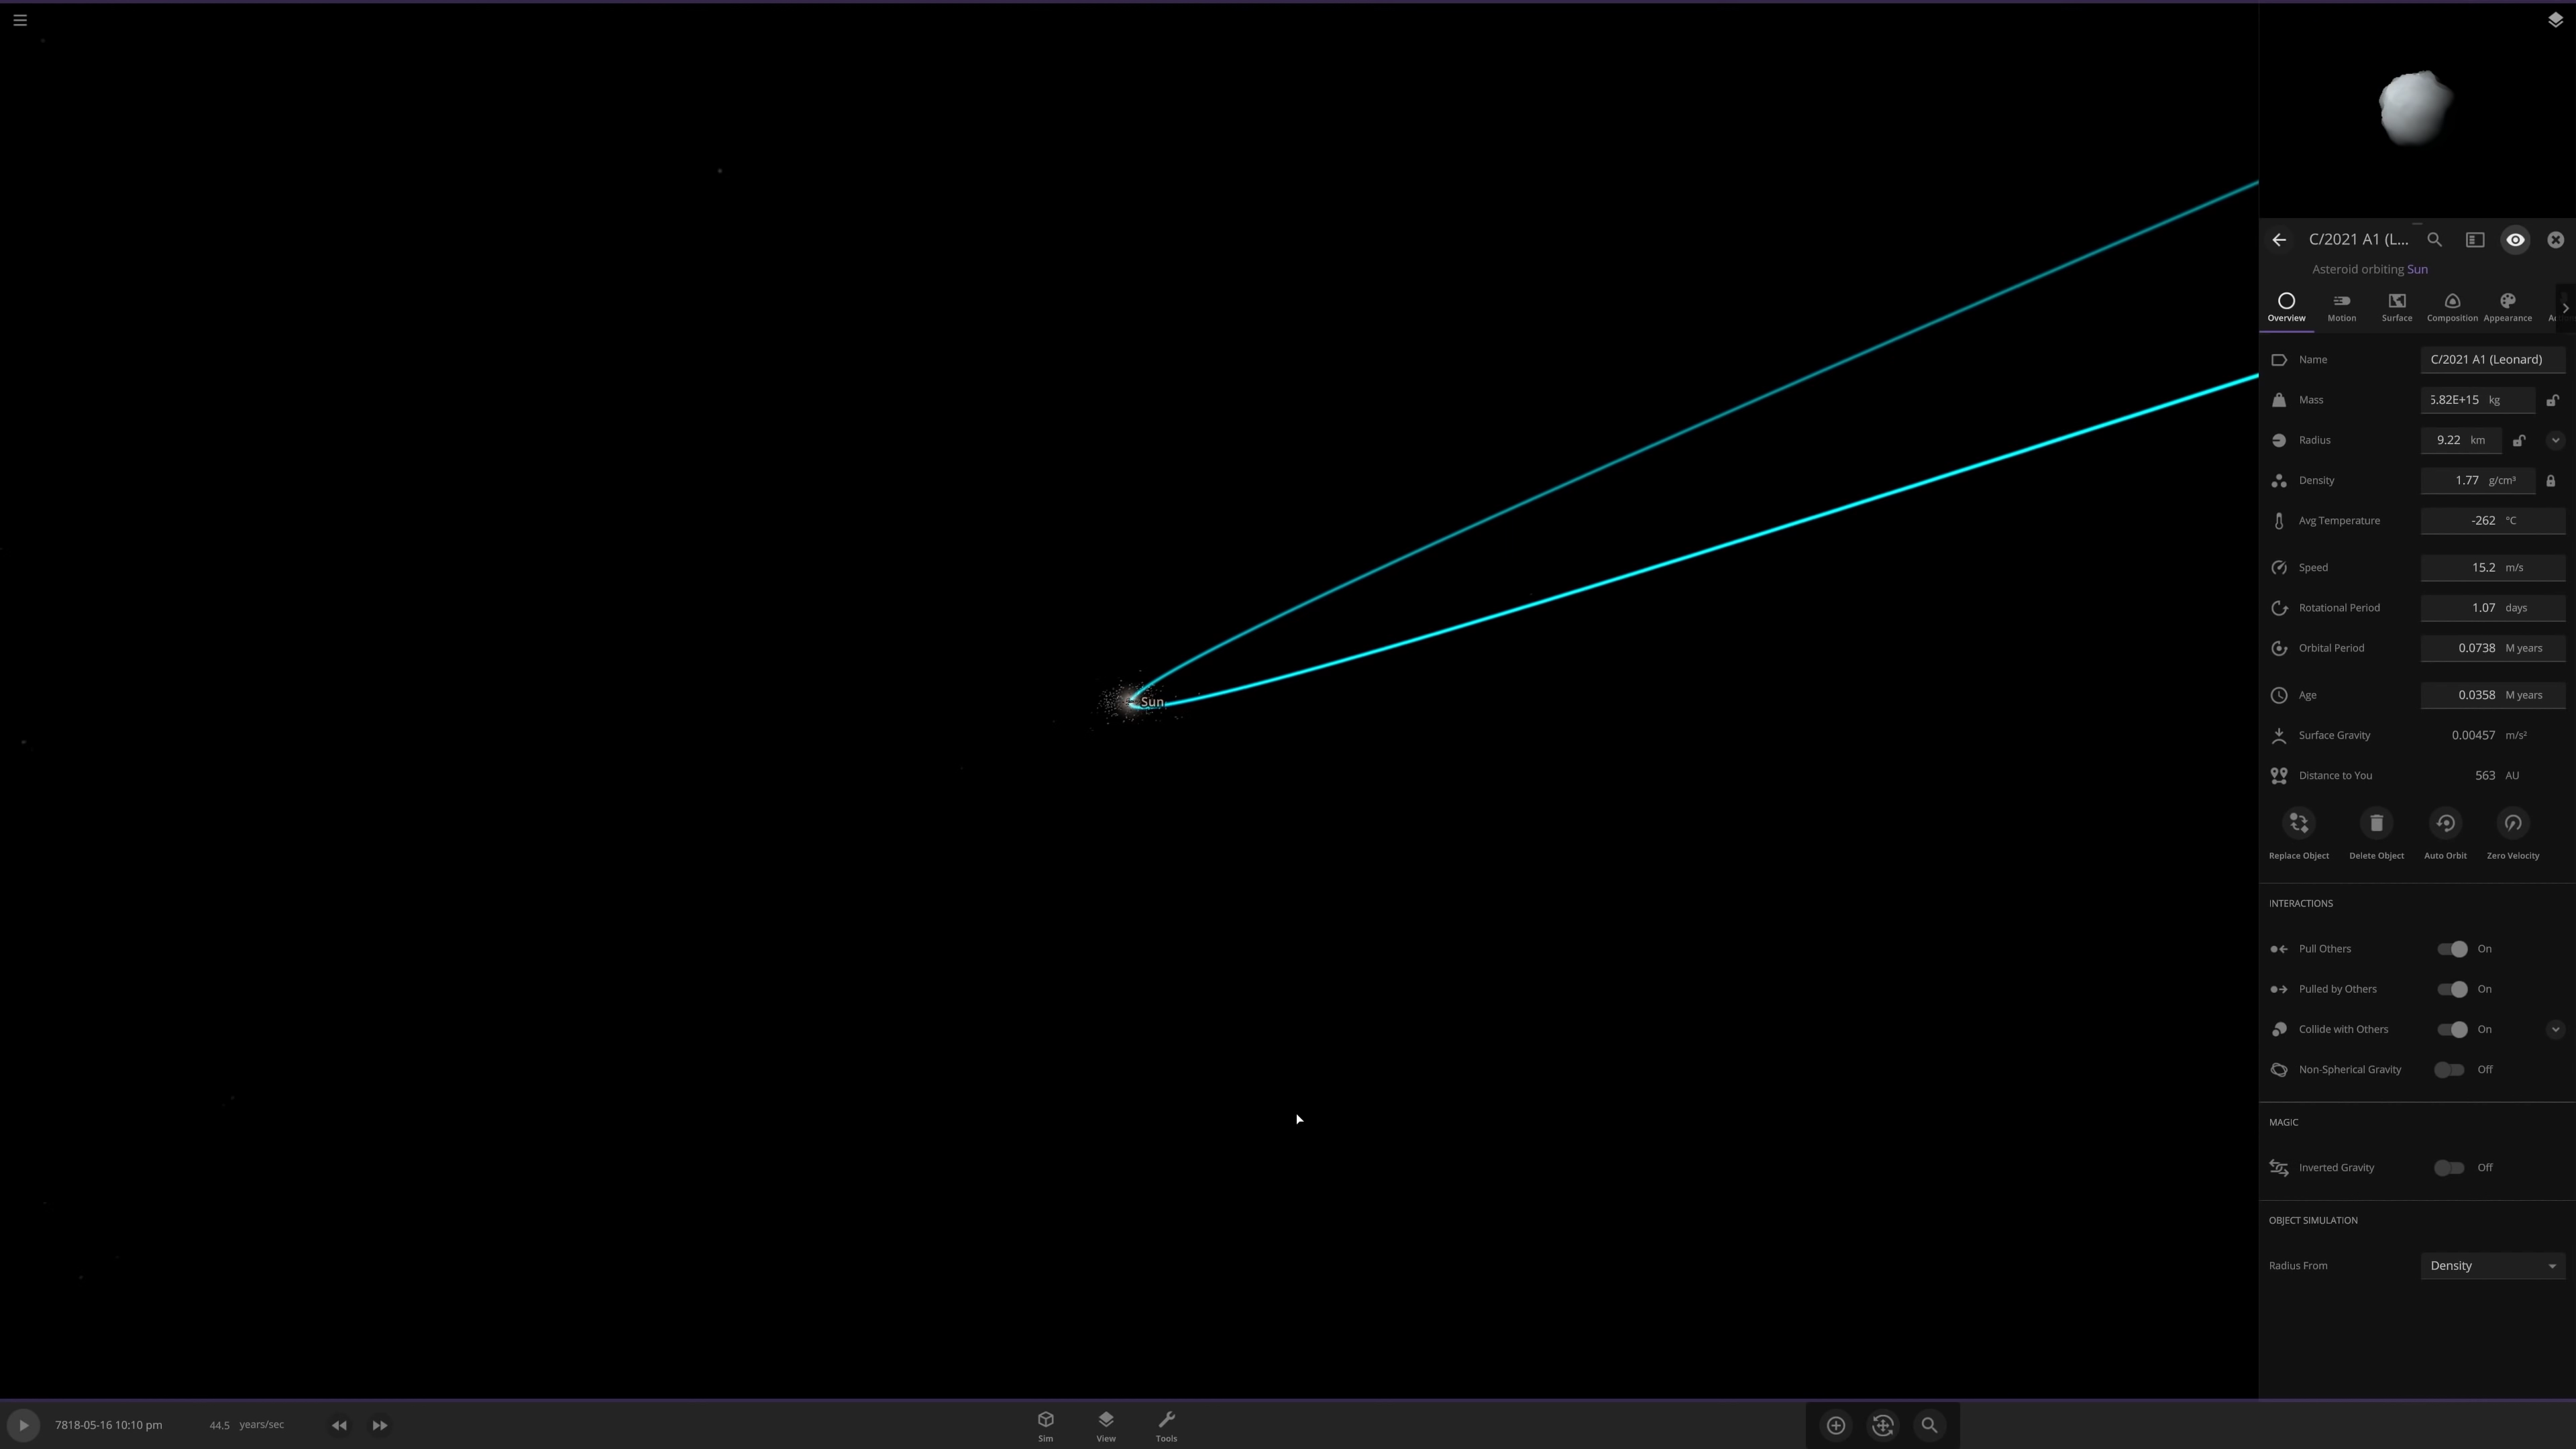 C/2021 A1 (L...
Asteroid orbiting Sun
Overview Motion Surface Composition Appearance
Name C/2021 A1 (Leonard)
Mass 5.82E+15 kg
Radius 9.22 km
Density 1.77 g/cm³
Avg Temperature -262 °C
Speed 15.2 m/s
Rotational Period 1.07 days
Orbital Period 0.0738 M years
Age 0.0358 M years
Surface Gravity 0.00457 m/s²
Distance to You 563 AU
Replace Object Delete Object Auto Orbit Zero Velocity
INTERACTIONS
Pull Others On
Pulled by Others On
Collide with Others On
Non-Spherical Gravity Off
MAGIC
Inverted Gravity Off
OBJECT SIMULATION
Radius From Density
Sun
7818-05-16 10:10 pm 44.5 years/sec
Sim View Tools